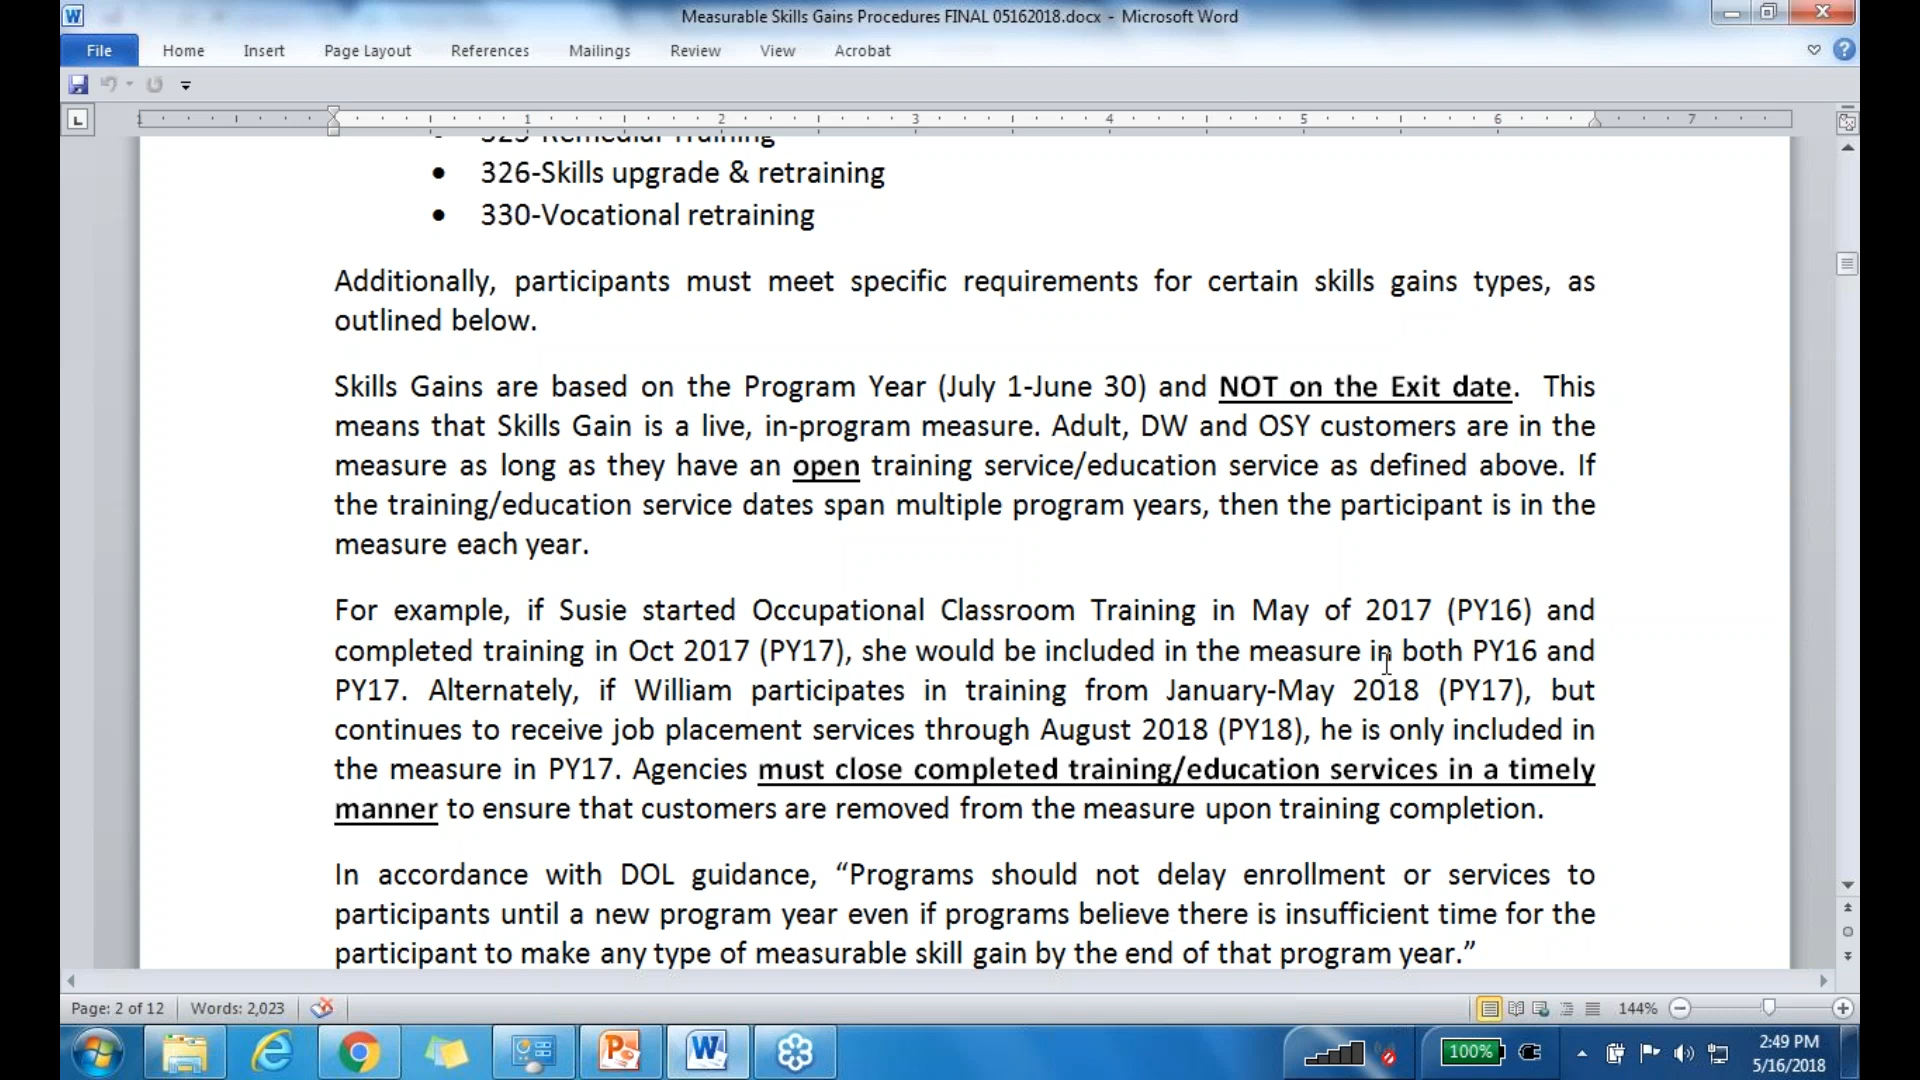 Measurable Skills Gains Procedures FINAL 05162018.docx - Microsoft Word
File Home Insert Page Layout References Mailings Review View Acrobat
1 1 2 3 4 5 6 7
325-Remedial Training
• 326-Skills upgrade & retraining
• 330-Vocational retraining
Additionally, participants must meet specific requirements for certain skills gains types, as
outlined below.
Skills Gains are based on the Program Year (July 1-June 30) and NOT on the Exit date. This
means that Skills Gain is a live, in-program measure. Adult, DW and OSY customers are in the
measure as long as they have an open training service/education service as defined above. If
the training/education service dates span multiple program years, then the participant is in the
measure each year.
For example, if Susie started Occupational Classroom Training in May of 2017 (PY16) and
completed training in Oct 2017 (PY17), she would be included in the measure in both PY16 and
PY17. Alternately, if William participates in training from January-May 2018 (PY17), but
continues to receive job placement services through August 2018 (PY18), he is only included in
the measure in PY17. Agencies must close completed training/education services in a timely
manner to ensure that customers are removed from the measure upon training completion.
In accordance with DOL guidance, “Programs should not delay enrollment or services to
participants until a new program year even if programs believe there is insufficient time for the
participant to make any type of measurable skill gain by the end of that program year.”
Page: 2 of 12 Words: 2,023 144%
100% 2:49 PM
5/16/2018